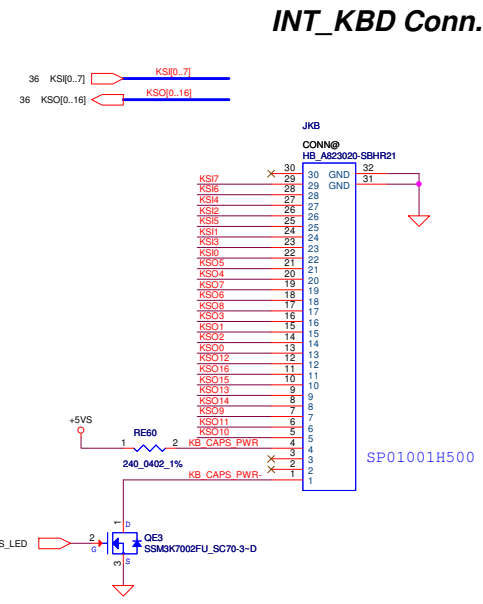 INT_KBD Conn.
36 KSI[0..7] KSI[0..7]
36 KSO[0..16] KSO[0..16]
JKB
CONN@
HB_A823020-SBHR21
30 30 GND 32
KSI7 29 29 GND 31
KSI6 28 28
KSI4 27 27
KSI2 26 26
KSI5 25 25
KSI1 24 24
KSI3 23 23
KSI0 22 22
KSO5 21 21
KSO4 20 20
KSO7 19 19
KSO6 18 18
KSO8 17 17
KSO3 16 16
KSO1 15 15
KSO2 14 14
KSO0 13 13
KSO12 12 12
KSO16 11 11
KSO15 10 10
KSO13 9 9
KSO14 8 8
KSO9 7 7
KSO11 6 6
KSO10 5 5
+5VS
RE60
1 2 KB_CAPS_PWR 4 4
240_0402_1%
3 3
SP01001H500
2 2
KB_CAPS_PWR- 1 1
1 D
S_LED 2 G
QE3
SSM3K7002FU_SC70-3~D
3 S